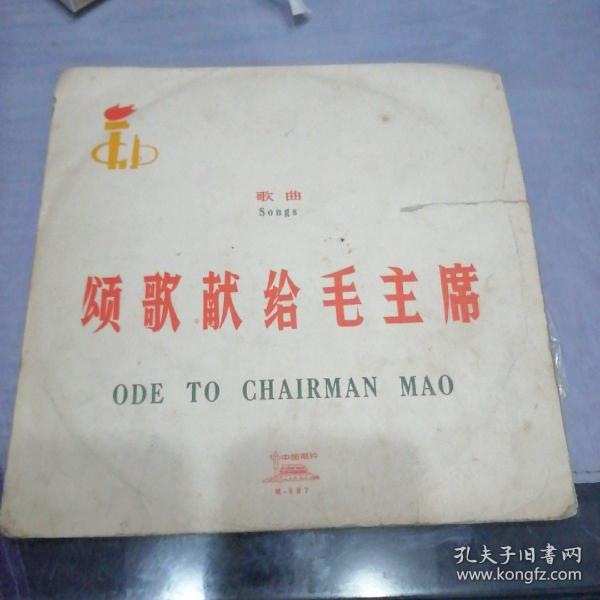 歌曲
Songs
颂歌献给毛主席
ODE TO CHAIRMAN MAO
中国唱片
M-987
孔夫子旧书网
www.kongfz.com